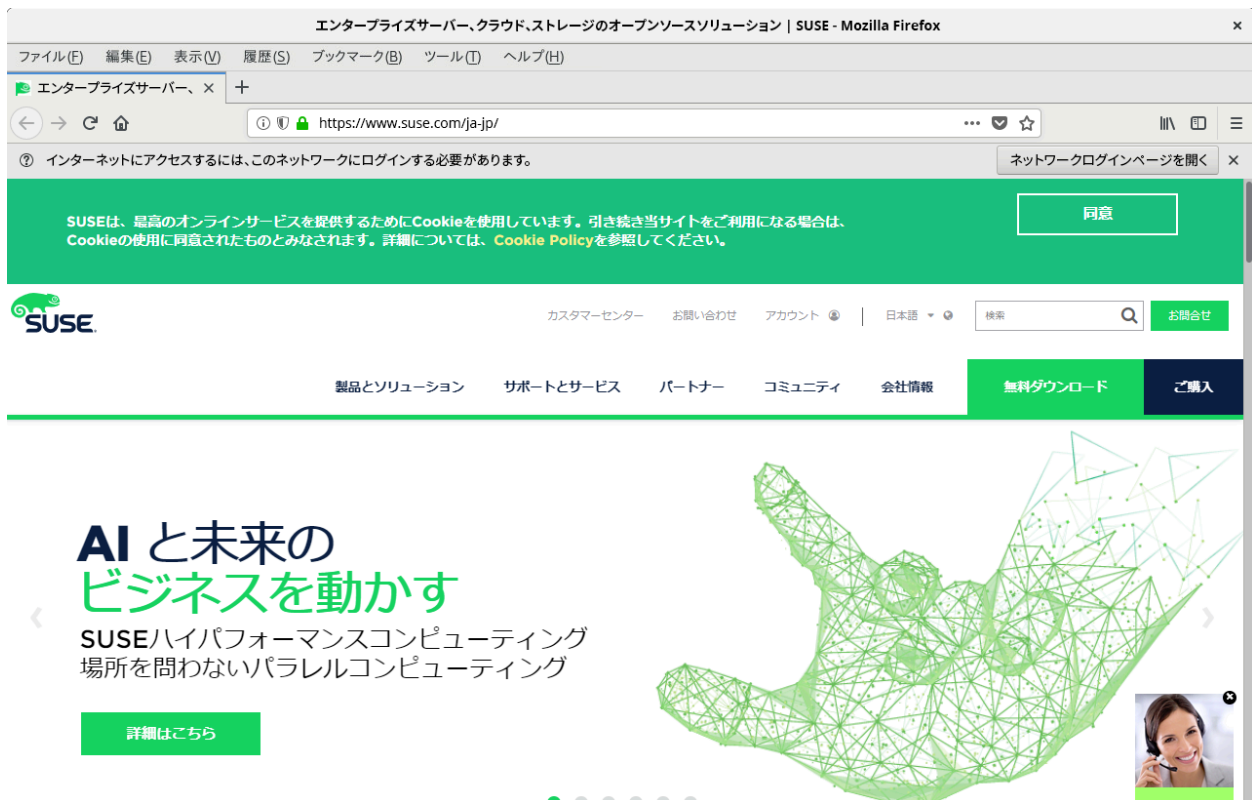 エンタープライズサーバー、クラウド、ストレージのオープンソースソリューション | SUSE - Mozilla Firefox
ファイル(F) 編集(E) 表示(V) 履歴(S) ブックマーク(B) ツール(T) ヘルプ(H)
エンタープライズサーバー、
https://www.suse.com/ja-jp/
インターネットにアクセスするには、このネットワークにログインする必要があります。 ネットワークログインページを開く
SUSEは、最高のオンラインサービスを提供するためにCookieを使用しています。引き続き当サイトをご利用になる場合は、
Cookieの使用に同意されたものとみなされます。詳細については、Cookie Policyを参照してください。
同意
SUSE.
カスタマーセンター お問い合わせ アカウント 日本語 検索 お問合せ
製品とソリューション サポートとサービス パートナー コミュニティ 会社情報 無料ダウンロード ご購入
AI と未来の
ビジネスを動かす
SUSEハイパフォーマンスコンピューティング
場所を問わないパラレルコンピューティング
詳細はこちら